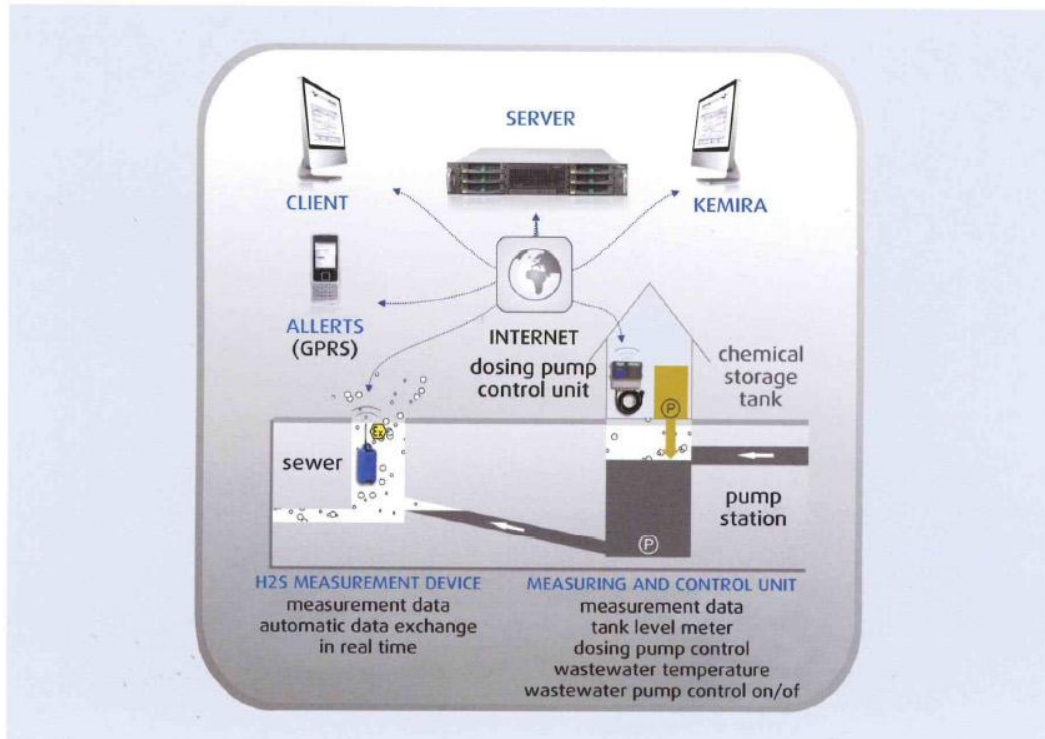 SERVER
CLIENT
KEMIRA
ALLERTS
(GPRS)
INTERNET
dosing pump
control unit
chemical
storage
tank
P
Ex
sewer
pump
station
P
H2S MEASUREMENT DEVICE
measurement data
automatic data exchange
in real time
MEASURING AND CONTROL UNIT
measurement data
tank level meter
dosing pump control
wastewater temperature
wastewater pump control on/of